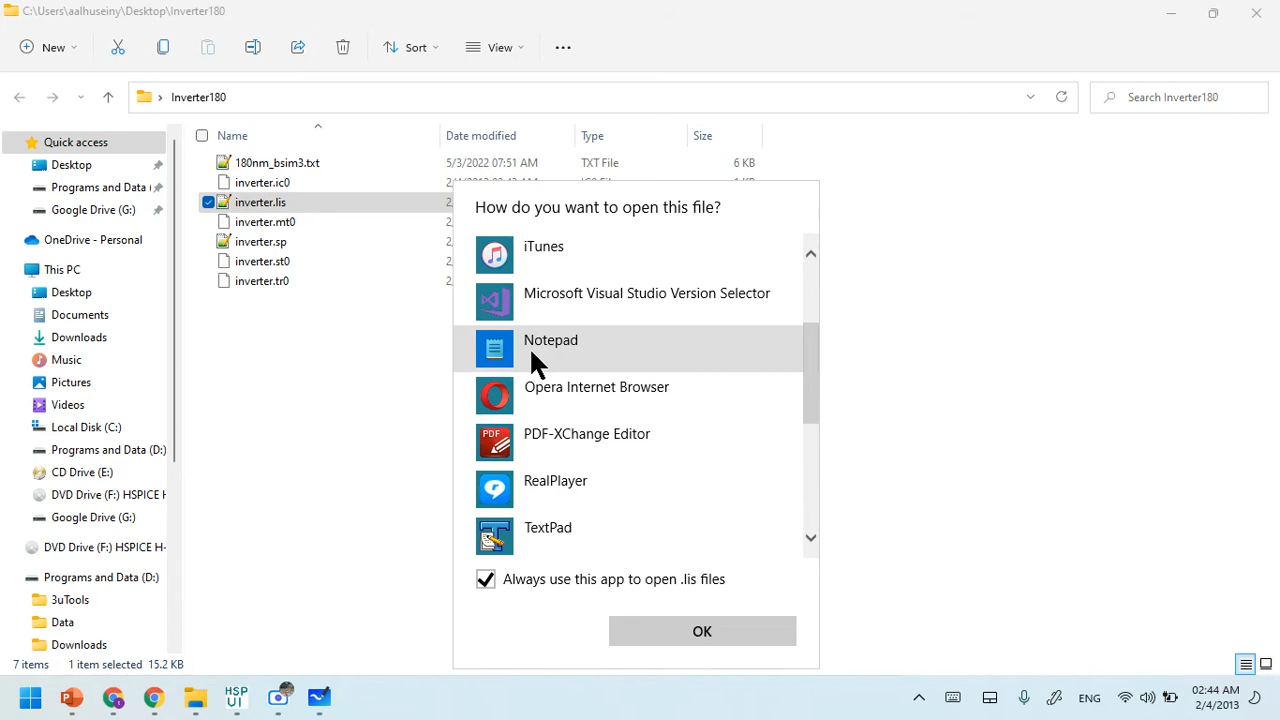 C:\Users\aalhuseiny\Desktop\Inverter180
New
Sort
View
Inverter180
Search Inverter180
Name
Date modified
Type
Size
Quick access
Desktop
Programs and Data (
Google Drive (G:)
OneDrive - Personal
This PC
Desktop
Documents
Downloads
Music
Pictures
Videos
Local Disk (C:)
Programs and Data (D:)
CD Drive (E:)
DVD Drive (F:) HSPICE H
Google Drive (G:)
DVD Drive (F:) HSPICE H-
Programs and Data (D:)
3uTools
Data
Downloads
180nm_bsim3.txt 5/3/2022 07:51 AM TXT File 6 KB
inverter.ic0
inverter.lis
inverter.mt0
inverter.sp
inverter.st0
inverter.tr0
How do you want to open this file?
iTunes
Microsoft Visual Studio Version Selector
Notepad
Opera Internet Browser
PDF
PDF-XChange Editor
RealPlayer
TextPad
Always use this app to open .lis files
OK
7 items 1 item selected 15.2 KB
HSP
UI
ENG
02:44 AM
2/4/2013